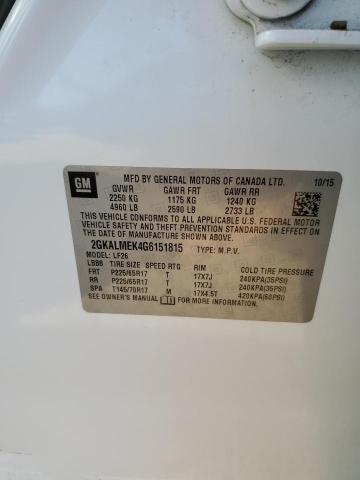 GM
MFD BY GENERAL MOTORS OF CANADA LTD. 10/15
GVWR GAWR FRT GAWR RR
2250 KG 1175 KG 1240 KG
4960 LB 2590 LB 2733 LB
THIS VEHICLE CONFORMS TO ALL APPLICABLE U.S. FEDERAL MOTOR
VEHICLE SAFETY AND THEFT PREVENTION STANDARDS IN EFFECT ON
THE DATE OF MANUFACTURE SHOWN ABOVE.
2GKALMEK4G6151815 TYPE: M.P.V.
MODEL: LF26
LBBB TIRE SIZE SPEED RTG RIM COLD TIRE PRESSURE
FRT P225/65R17 T 17X7J 240KPA(35PSI)
RR P225/65R17 T 17X7J 240KPA(35PSI)
SPA T145/70R17 M 17X4.5T 420KPA(60PSI)
SEE OWNER'S MANUAL FOR MORE INFORMATION.